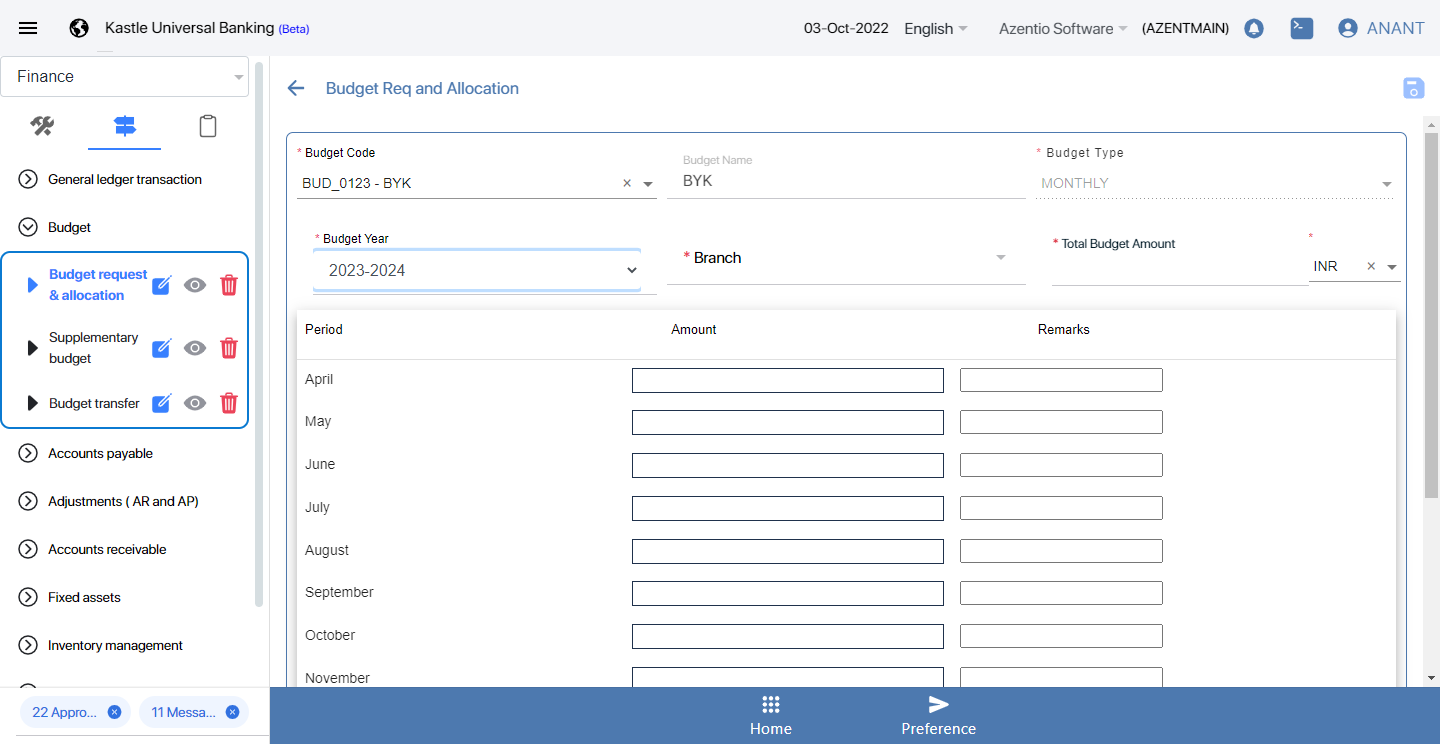 Kastle Universal Banking (Beta)
03-Oct-2022
English
Azentio Software
(AZENTMAIN)
ANANT
Finance
General ledger transaction
Budget
Budget request
& allocation
Supplementary
budget
Budget transfer
Accounts payable
Adjustments ( AR and AP)
Accounts receivable
Fixed assets
Inventory management
22 Appro...
11 Messa...
Budget Req and Allocation
* Budget Code
BUD_0123 - BYK
Budget Name
BYK
* Budget Type
MONTHLY
* Budget Year
2023-2024
* Branch
* Total Budget Amount
*
INR
Period Amount Remarks
April
May
June
July
August
September
October
November
Home
Preference